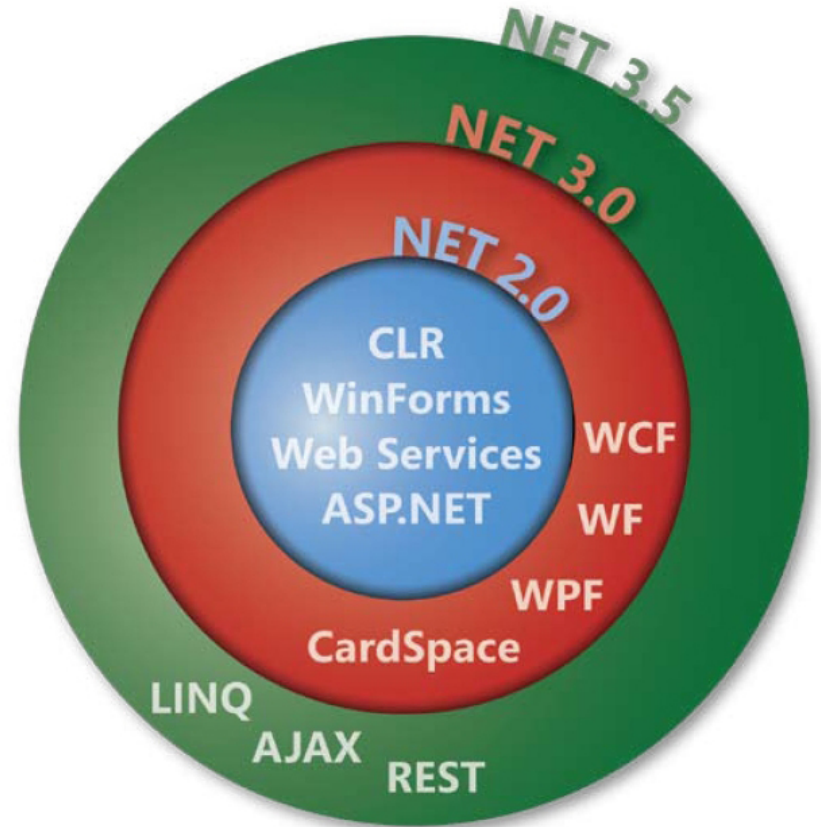 NET 3.5
NET 3.0
NET 2.0
CLR
WinForms
Web Services
ASP.NET
WCF
WF
WPF
CardSpace
LINQ
AJAX
REST